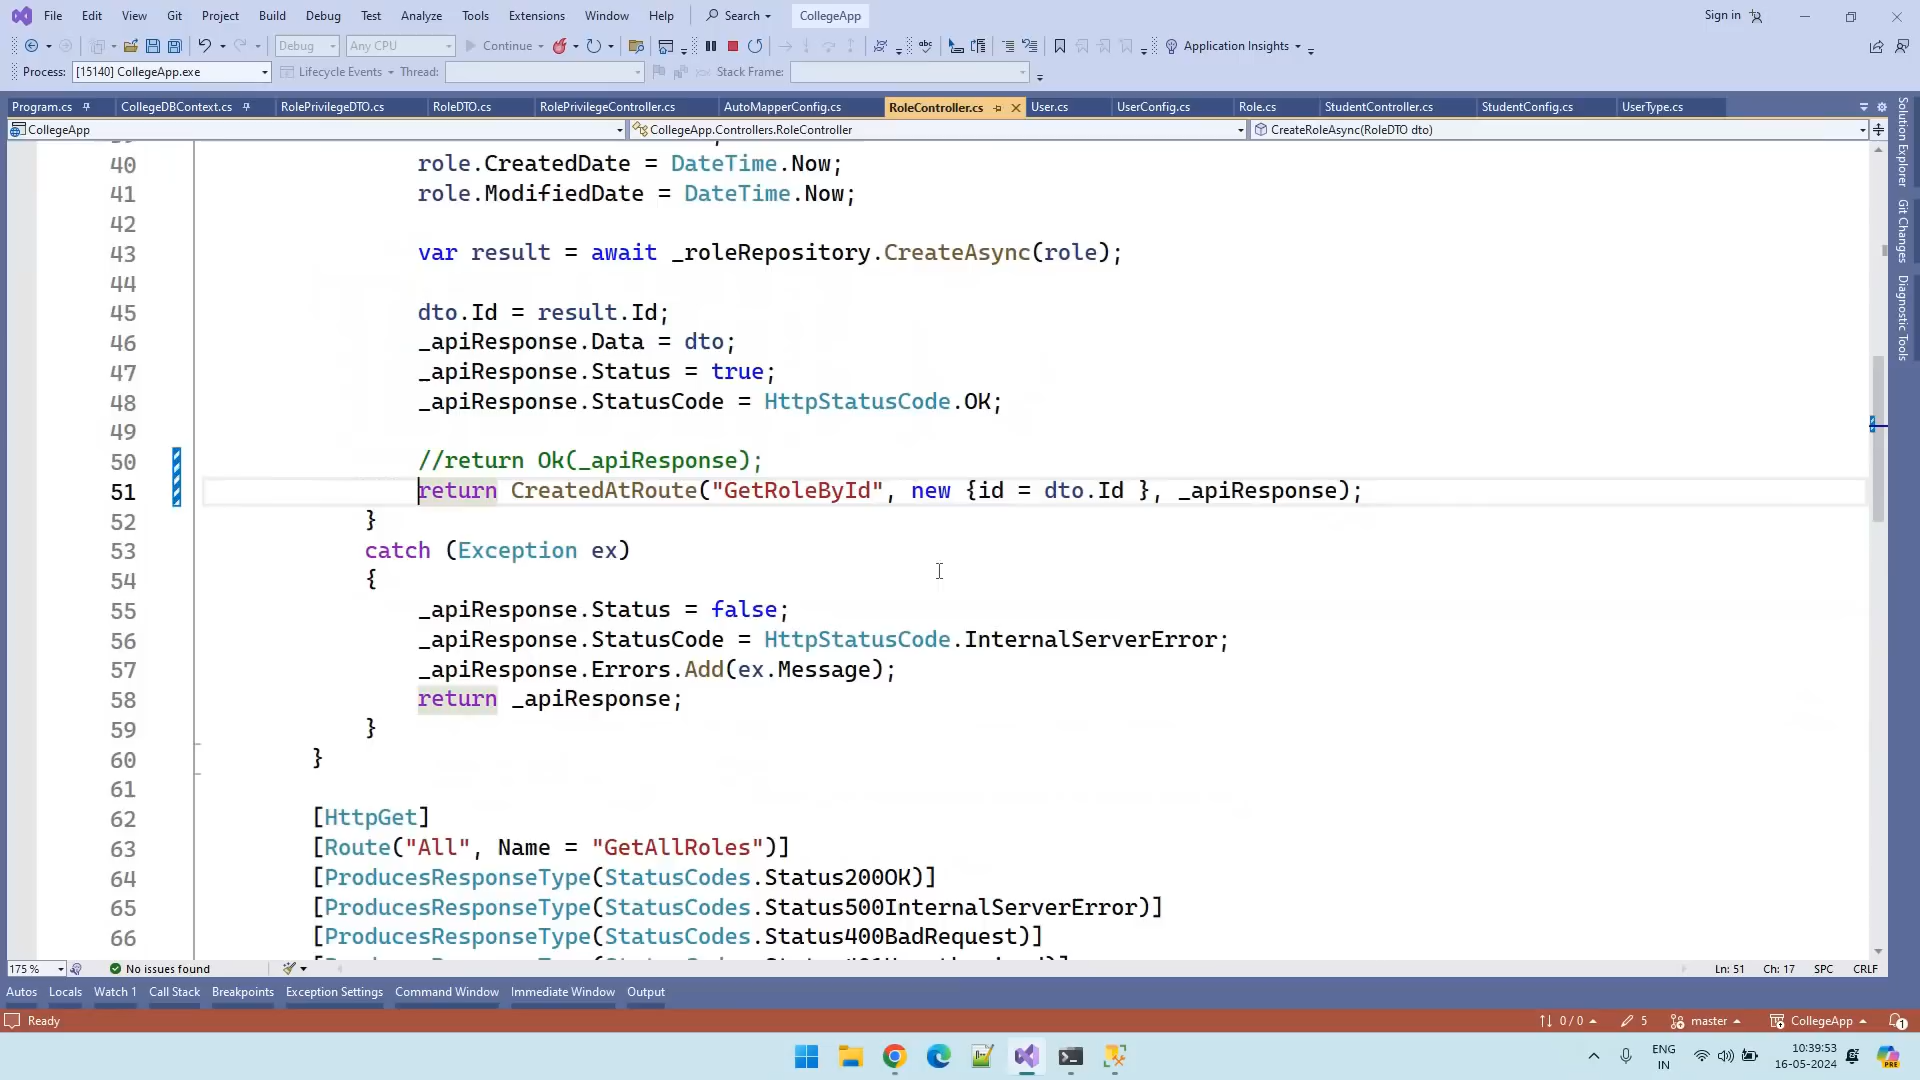 File Edit View Git Project Build Debug Test Analyze Tools Extensions Window Help Search CollegeApp Sign in
Debug Any CPU Continue Application Insights
Process: [15140] CollegeApp.exe Lifecycle Events Thread: Stack Frame:
Program.cs CollegeDBContext.cs RolePrivilegeDTO.cs RoleDTO.cs RolePrivilegeController.cs AutoMapperConfig.cs RoleController.cs User.cs UserConfig.cs Role.cs StudentController.cs StudentConfig.cs UserType.cs
CollegeApp CollegeApp.Controllers.RoleController CreateRoleAsync(RoleDTO dto)
40 role.CreatedDate = DateTime.Now;
41 role.ModifiedDate = DateTime.Now;
42
43 var result = await _roleRepository.CreateAsync(role);
44
45 dto.Id = result.Id;
46 _apiResponse.Data = dto;
47 _apiResponse.Status = true;
48 _apiResponse.StatusCode = HttpStatusCode.OK;
49
50 //return Ok(_apiResponse);
51 return CreatedAtRoute("GetRoleById", new {id = dto.Id }, _apiResponse);
52 }
53 catch (Exception ex)
54 {
55 _apiResponse.Status = false;
56 _apiResponse.StatusCode = HttpStatusCode.InternalServerError;
57 _apiResponse.Errors.Add(ex.Message);
58 return _apiResponse;
59 }
60 }
61
62 [HttpGet]
63 [Route("All", Name = "GetAllRoles")]
64 [ProducesResponseType(StatusCodes.Status200OK)]
65 [ProducesResponseType(StatusCodes.Status500InternalServerError)]
66 [ProducesResponseType(StatusCodes.Status400BadRequest)]
Solution Explorer
Git Changes
Diagnostic Tools
175 % No issues found Ln: 51 Ch: 17 SPC CRLF
Autos Locals Watch 1 Call Stack Breakpoints Exception Settings Command Window Immediate Window Output
Ready 0 / 0 5 master CollegeApp 1
ENG
IN
10:39:53
16-05-2024
PRE